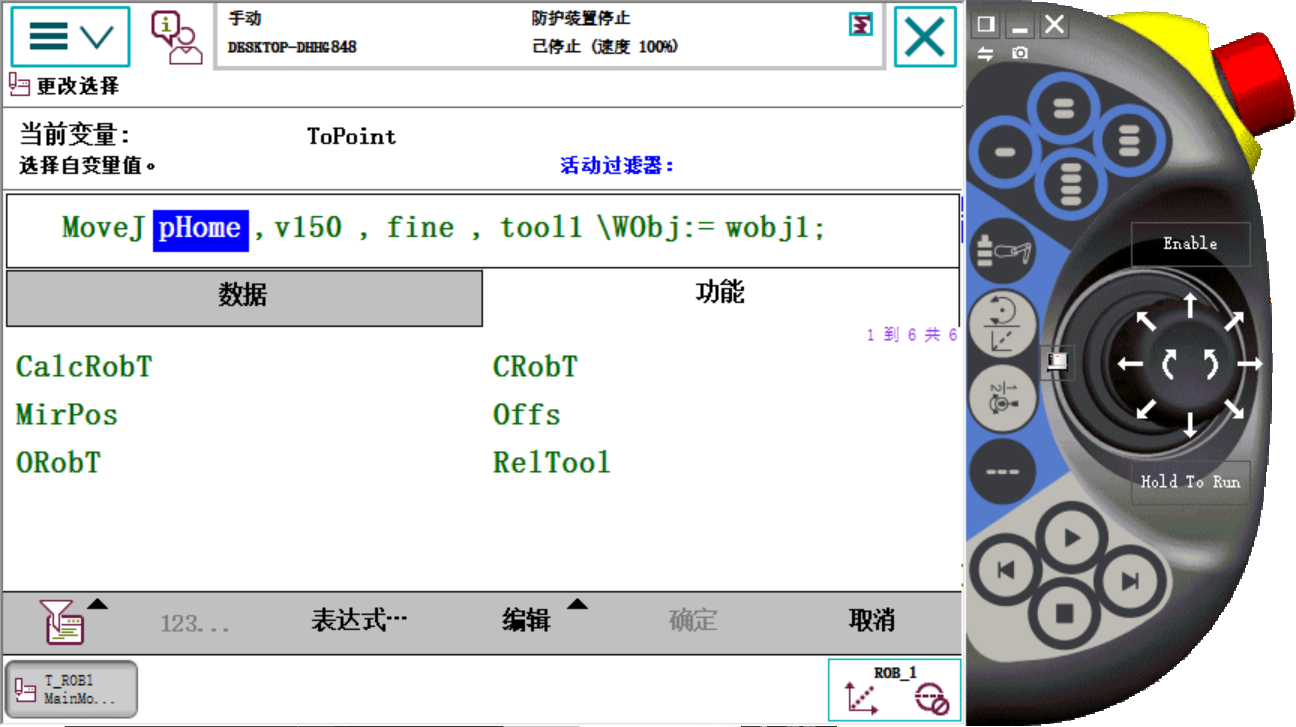 手动
防护装置停止
DESKTOP-DHHG848
已停止 (速度 100%)
更改选择
当前变量: ToPoint
选择自变量值。 活动过滤器:
MoveJ pHome , v150 , fine , tool1 \WObj:= wobj1;
数据 功能
1 到 6 共 6
CalcRobT CRobT
MirPos Offs
ORobT RelTool
123... 表达式… 编辑 确定 取消
T_ROB1
MainMo...
ROB_1
Enable
Hold To Run